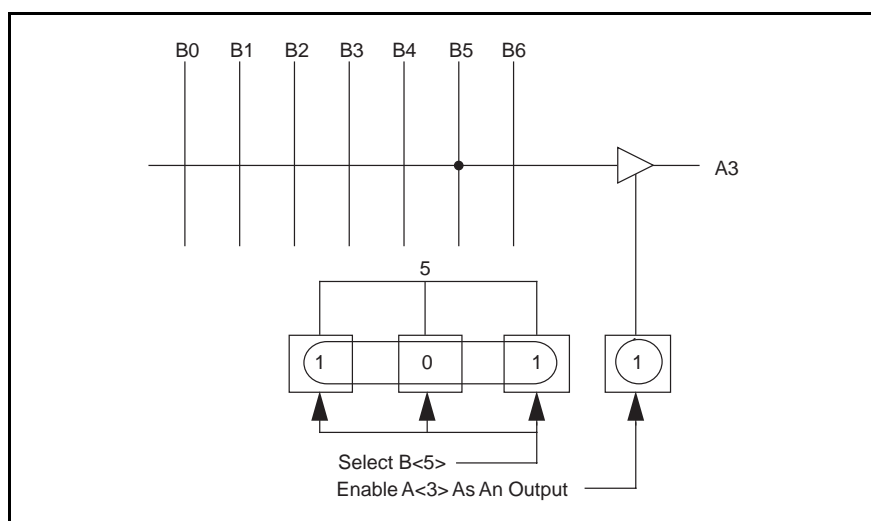 B0 B1 B2 B3 B4 B5 B6
A3
5
1 0 1 1
Select B<5>
Enable A<3> As An Output